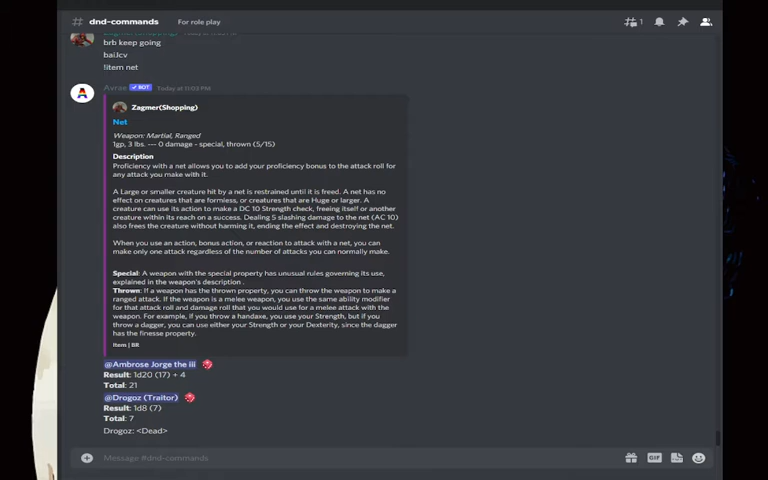 # dnd-commands For role play 1
Zagmer(Shopping)
brb keep going
baiJcv
!item net
Avrae ✓ BOT Today at 11:03 PM
A
Zagmer(Shopping)
Net
Weapon: Martial, Ranged
1gp, 3 lbs. --- 0 damage - special, thrown (5/15)
Description
Proficiency with a net allows you to add your proficiency bonus to the attack roll for
any attack you make with it.
A Large or smaller creature hit by a net is restrained until it is freed. A net has no
effect on creatures that are formless, or creatures that are Huge or larger. A
creature can use its action to make a DC 10 Strength check, freeing itself or another
creature within its reach on a success. Dealing 5 slashing damage to the net (AC 10)
also frees the creature without harming it, ending the effect and destroying the net.
When you use an action, bonus action, or reaction to attack with a net, you can
make only one attack regardless of the number of attacks you can normally make.
Special: A weapon with the special property has unusual rules governing its use,
explained in the weapon's description .
Thrown: If a weapon has the thrown property, you can throw the weapon to make a
ranged attack. If the weapon is a melee weapon, you use the same ability modifier
for that attack roll and damage roll that you would use for a melee attack with the
weapon. For example, if you throw a handaxe, you use your Strength, but if you
throw a dagger, you can use either your Strength or your Dexterity, since the dagger
has the finesse property.
Item | BR
@Ambrose Jorge the iii
Result: 1d20 (17) + 4
Total: 21
@Drogoz (Traitor)
Result: 1d8 (7)
Total: 7
Drogoz: <Dead>
Message #dnd-commands GIF